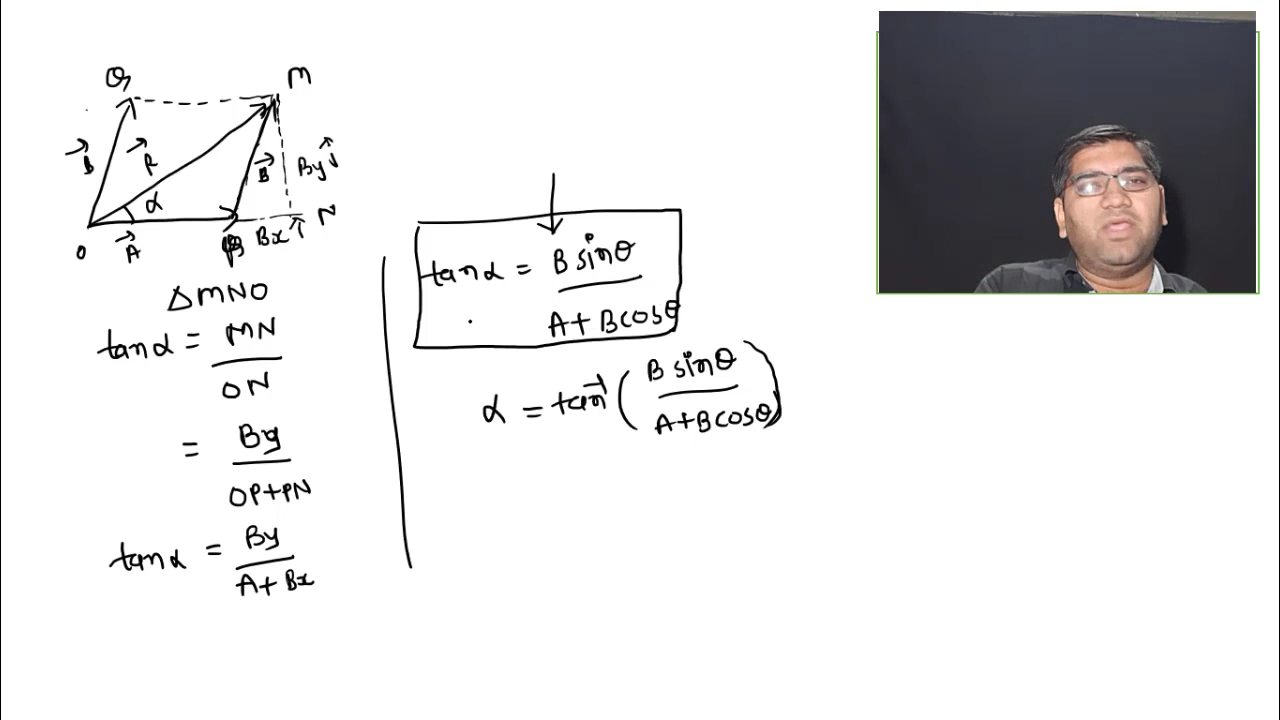 Q M
B⃗ R⃗ B⃗ By ĵ
α
O A⃗ P Bx î N
ΔMNO
tanα = MN
ON
= By
OP+PN
tanα = By
A+ Bx
tanα = B sinθ
A+ Bcosθ
α = tan⁻¹ ( B sinθ
A+Bcosθ )